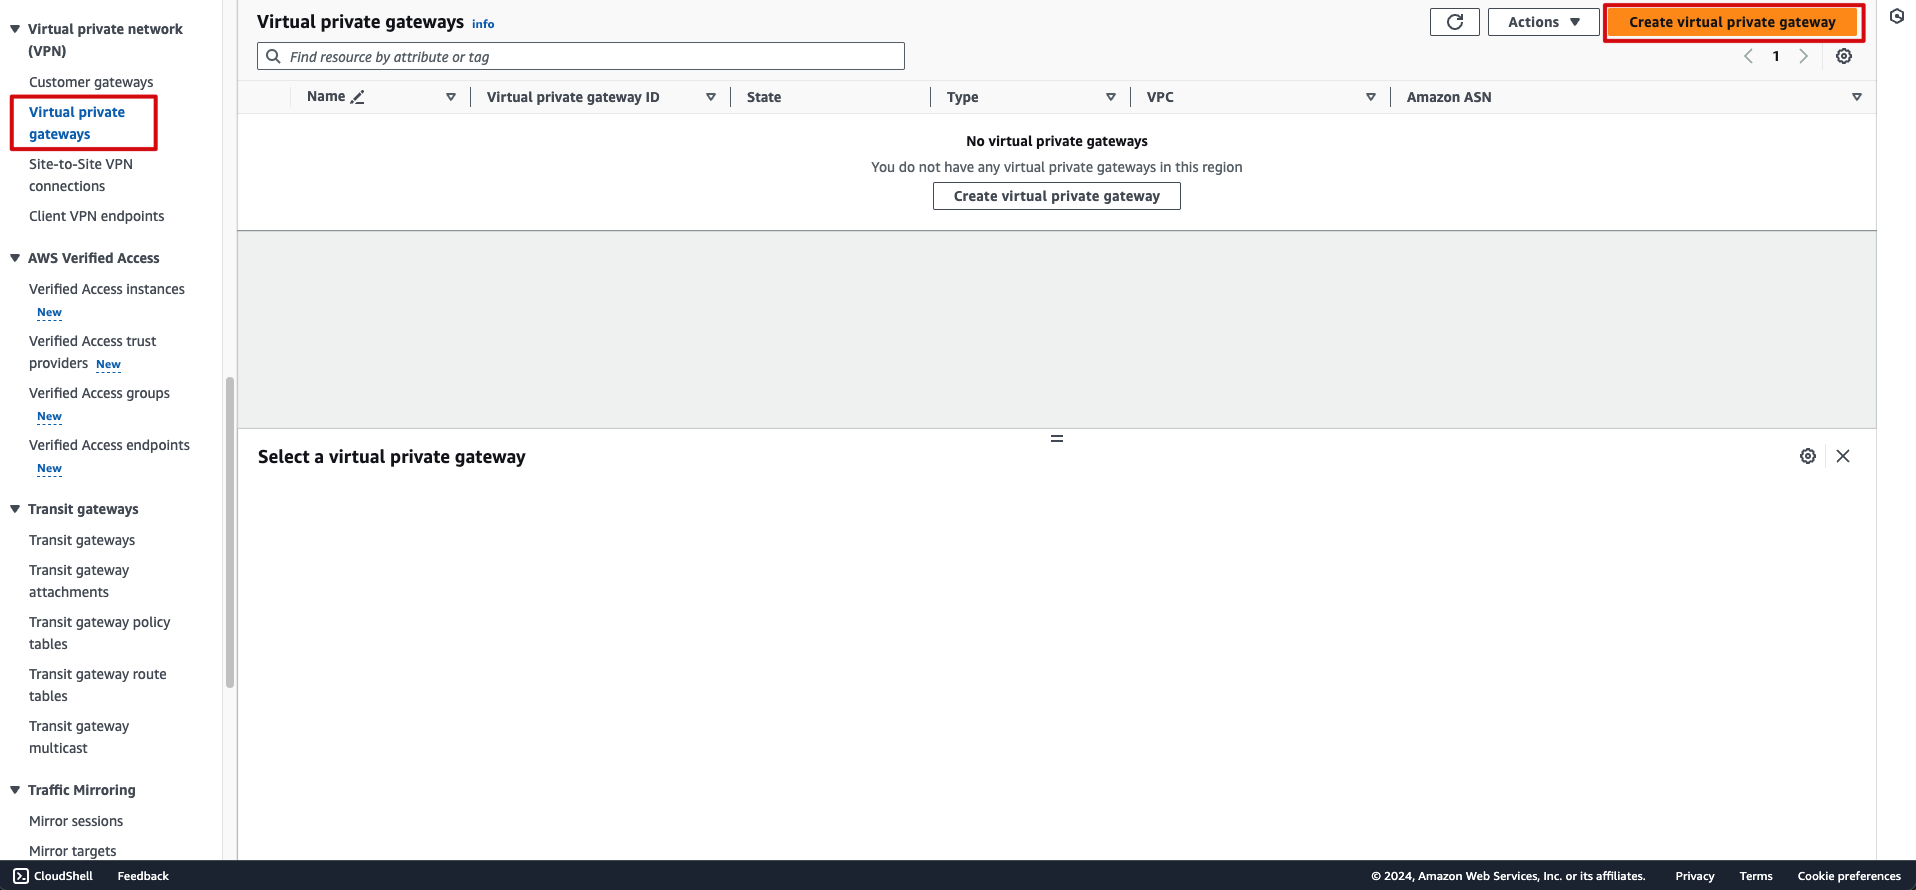 Virtual private network
(VPN)
Customer gateways
Virtual private
gateways
Site-to-Site VPN
connections
Client VPN endpoints
AWS Verified Access
Verified Access instances
New
Verified Access trust
providers New
Verified Access groups
New
Verified Access endpoints
New
Transit gateways
Transit gateways
Transit gateway
attachments
Transit gateway policy
tables
Transit gateway route
tables
Transit gateway
multicast
Traffic Mirroring
Mirror sessions
Mirror targets
Virtual private gateways info
Actions
Create virtual private gateway
Find resource by attribute or tag
1
Name Virtual private gateway ID State Type VPC Amazon ASN
No virtual private gateways
You do not have any virtual private gateways in this region
Create virtual private gateway
Select a virtual private gateway
CloudShell Feedback © 2024, Amazon Web Services, Inc. or its affiliates. Privacy Terms Cookie preferences